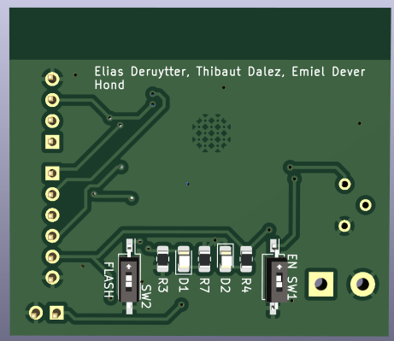 Elias Deruytter, Thibaut Dalez, Emiel Dever
Hond
FLASH
SW2
R3
D1
R7
D2
R4
EN
SW1